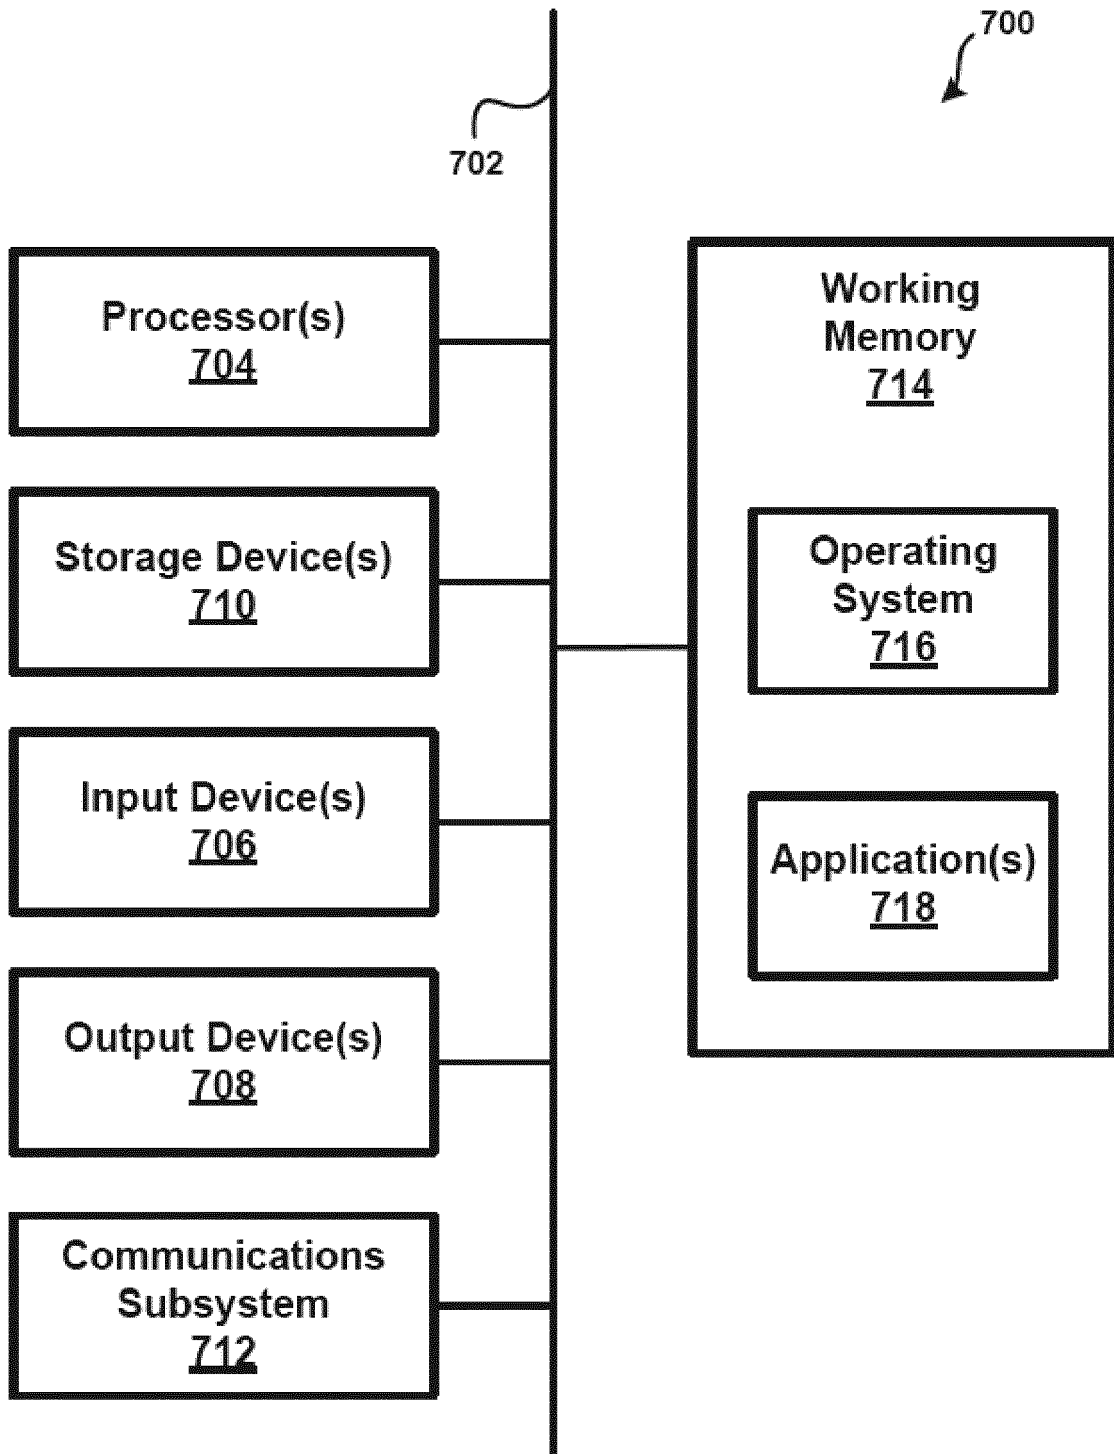 700
702
Processor(s)
704
Storage Device(s)
710
Input Device(s)
706
Output Device(s)
708
Communications
Subsystem
712
Working
Memory
714
Operating
System
716
Application(s)
718